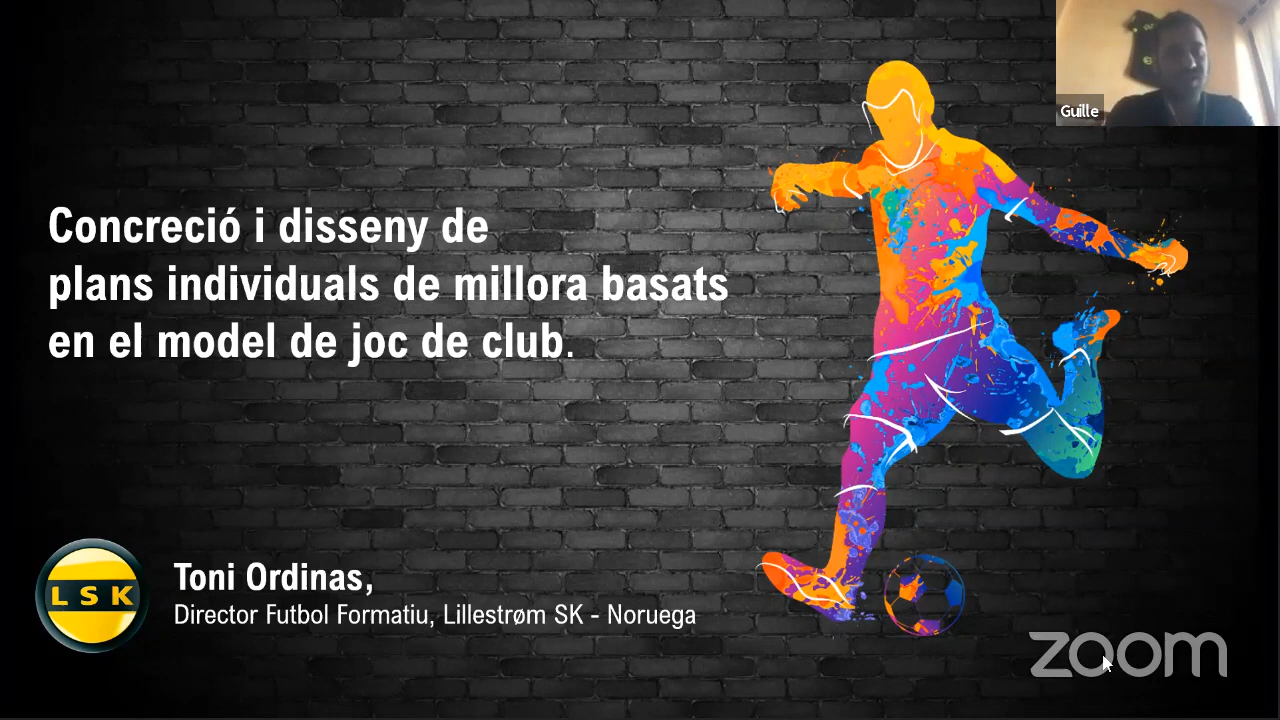 Guille
Concreció i disseny de
plans individuals de millora basats
en el model de joc de club.
LSK
Toni Ordinas,
Director Futbol Formatiu, Lillestrøm SK - Noruega
zoom